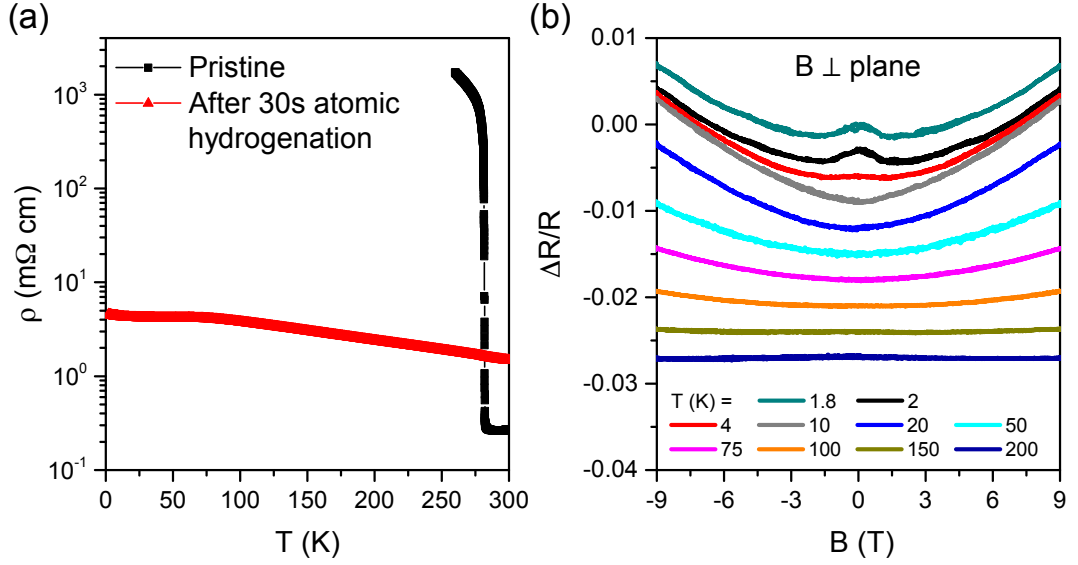 (a)
Pristine
After 30s atomic
hydrogenation
ρ (mΩ cm)
10³
10²
10¹
10⁰
10⁻¹
0 50 100 150 200 250 300
T (K)
(b)
B ⊥ plane
ΔR/R
0.01
0.00
-0.01
-0.02
-0.03
-0.04
T (K) = 1.8 2
4 10 20 50
75 100 150 200
-9 -6 -3 0 3 6 9
B (T)